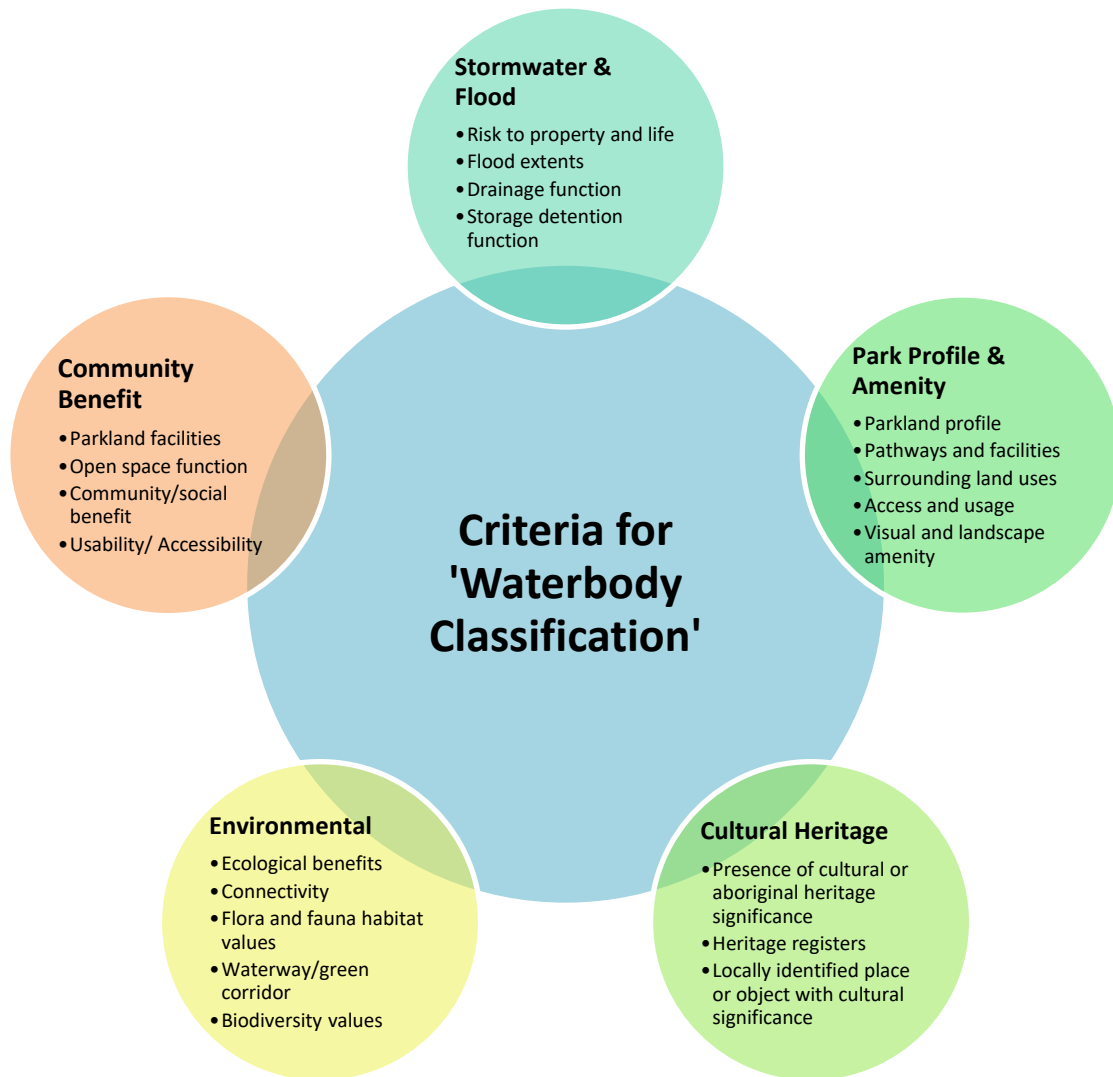 Stormwater &
Flood
•Risk to property and life
•Flood extents
•Drainage function
•Storage detention
function
Park Profile &
Amenity
•Parkland profile
•Pathways and facilities
•Surrounding land uses
•Access and usage
•Visual and landscape
amenity
Cultural Heritage
•Presence of cultural or
aboriginal heritage
significance
•Heritage registers
•Locally identified place
or object with cultural
significance
Environmental
•Ecological benefits
•Connectivity
•Flora and fauna habitat
values
•Waterway/green
corridor
•Biodiversity values
Community
Benefit
•Parkland facilities
•Open space function
•Community/social
benefit
•Usability/ Accessibility
Criteria for
'Waterbody
Classification'